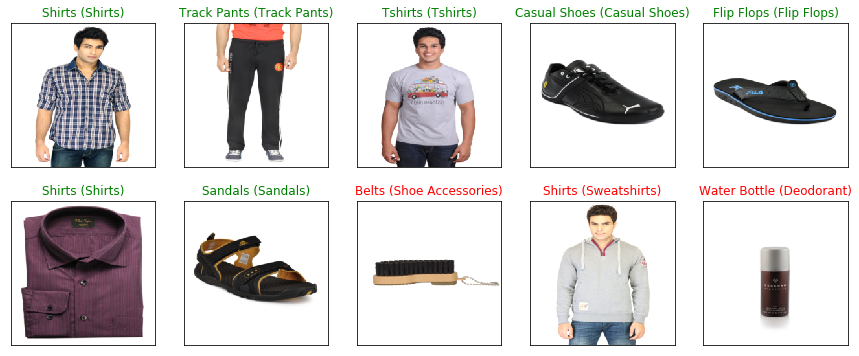 Shirts (Shirts)
Track Pants (Track Pants)
Tshirts (Tshirts)
Casual Shoes (Casual Shoes)
Flip Flops (Flip Flops)
FILA
Shirts (Shirts)
Sandals (Sandals)
Belts (Shoe Accessories)
Shirts (Sweatshirts)
Water Bottle (Deodorant)